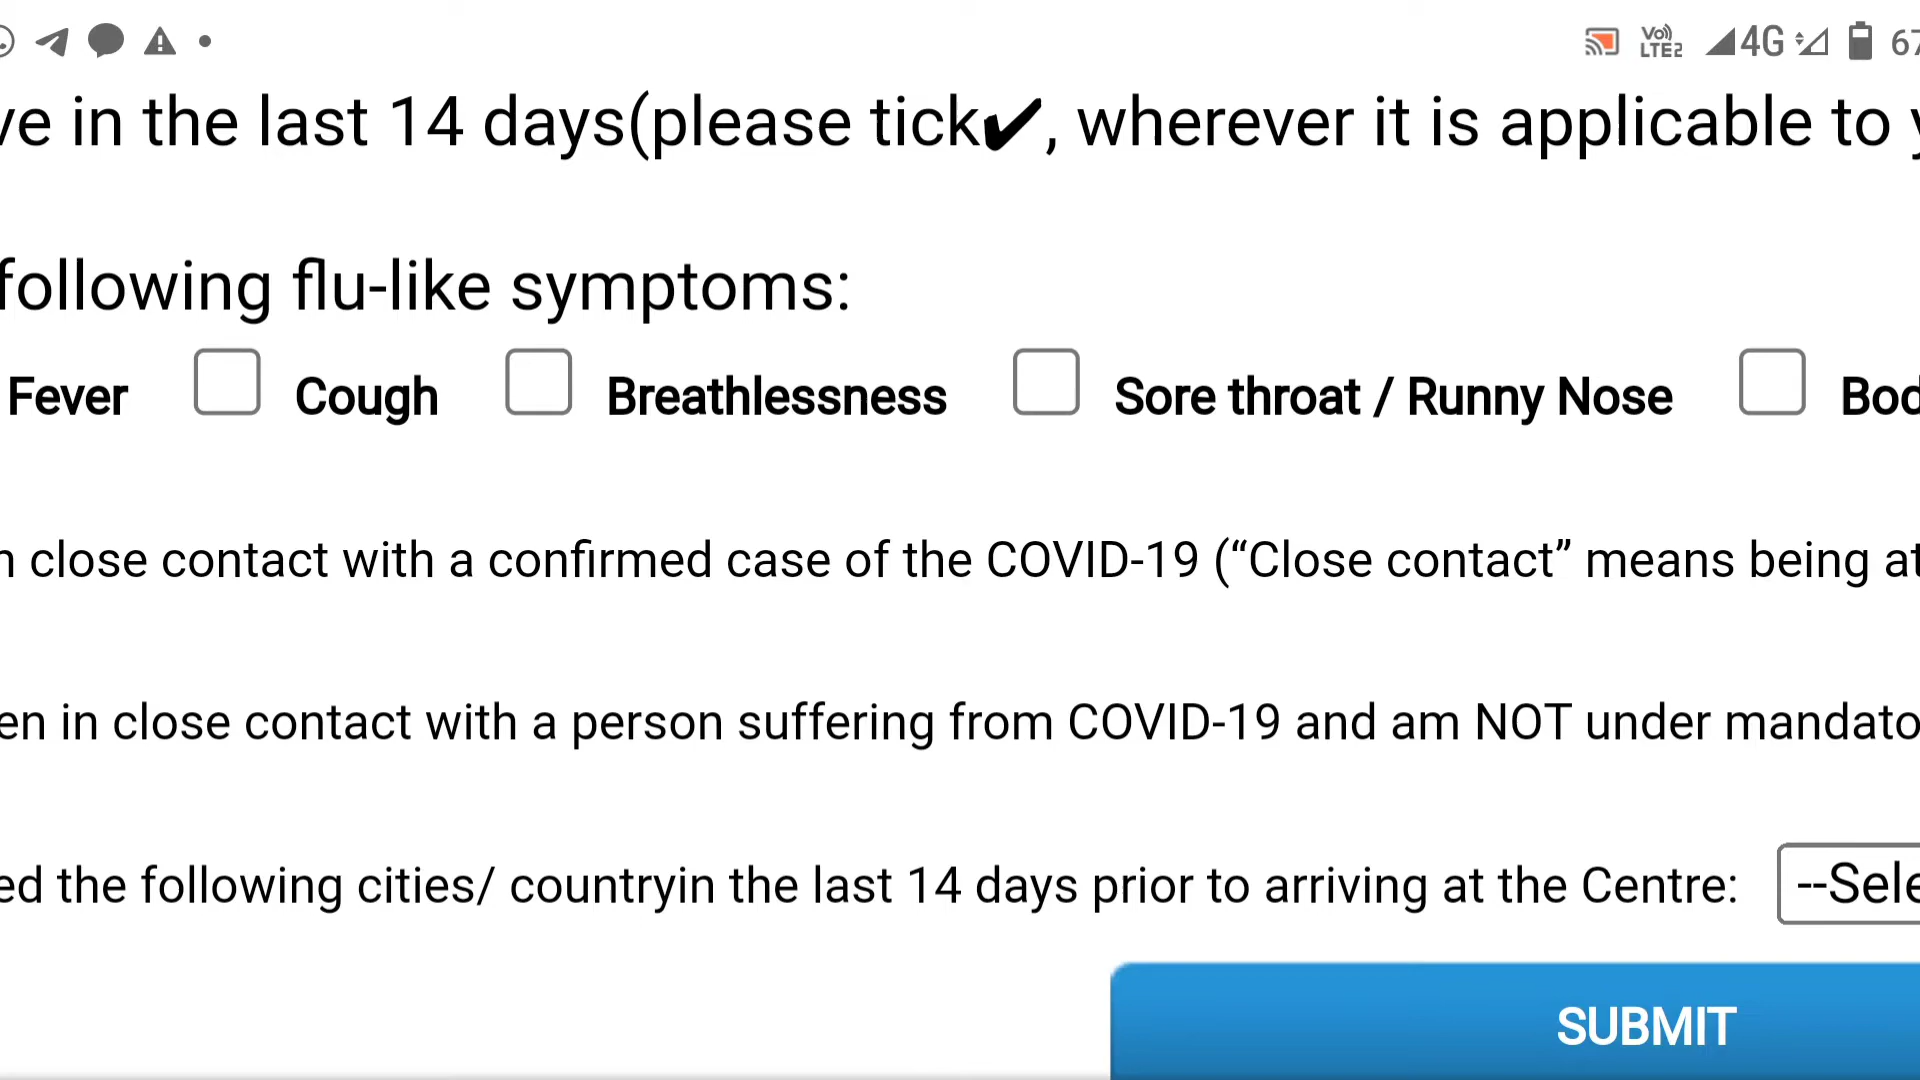 VoLTE2 4G 67
ve in the last 14 days(please tick✔, wherever it is applicable to y
following flu-like symptoms:
Fever Cough Breathlessness Sore throat / Runny Nose Bod
n close contact with a confirmed case of the COVID-19 (“Close contact” means being at
en in close contact with a person suffering from COVID-19 and am NOT under mandato
ed the following cities/ countryin the last 14 days prior to arriving at the Centre: --Sele
SUBMIT